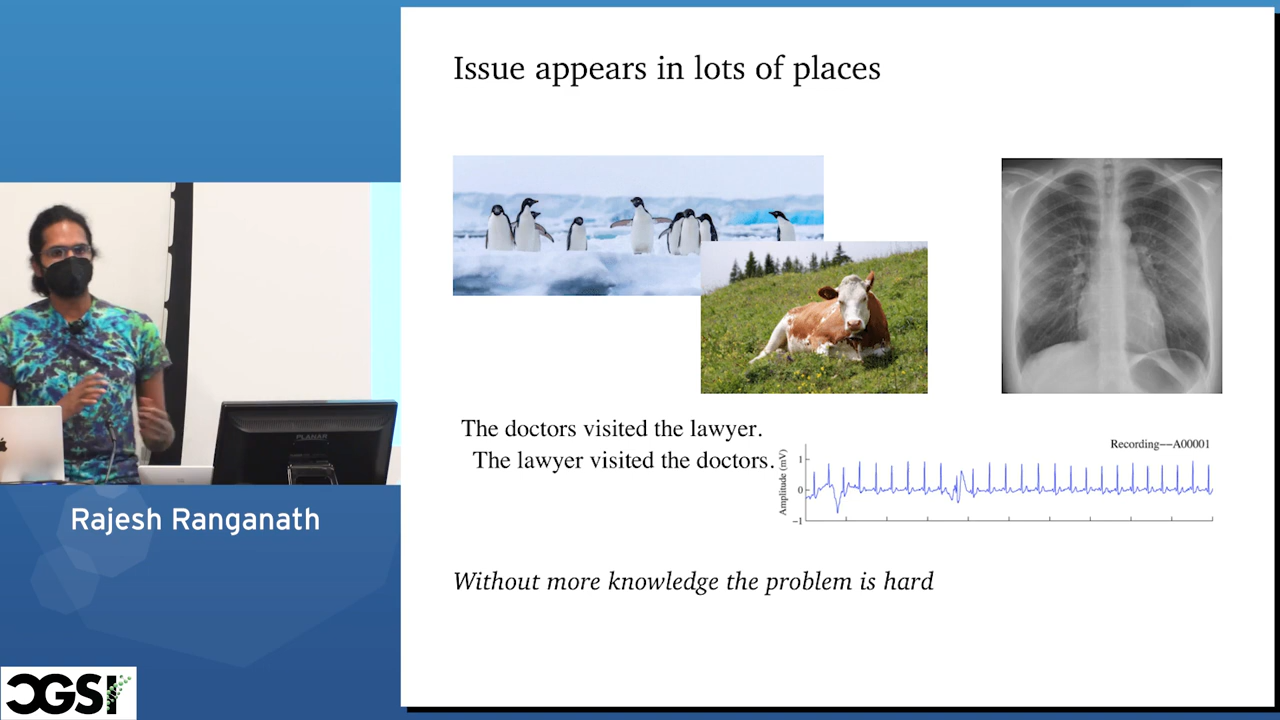 Issue appears in lots of places
The doctors visited the lawyer.
The lawyer visited the doctors.
Recording—A00001
Amplitude (mV)
1
0
−1
Without more knowledge the problem is hard
PLANAR
Rajesh Ranganath
CGSI